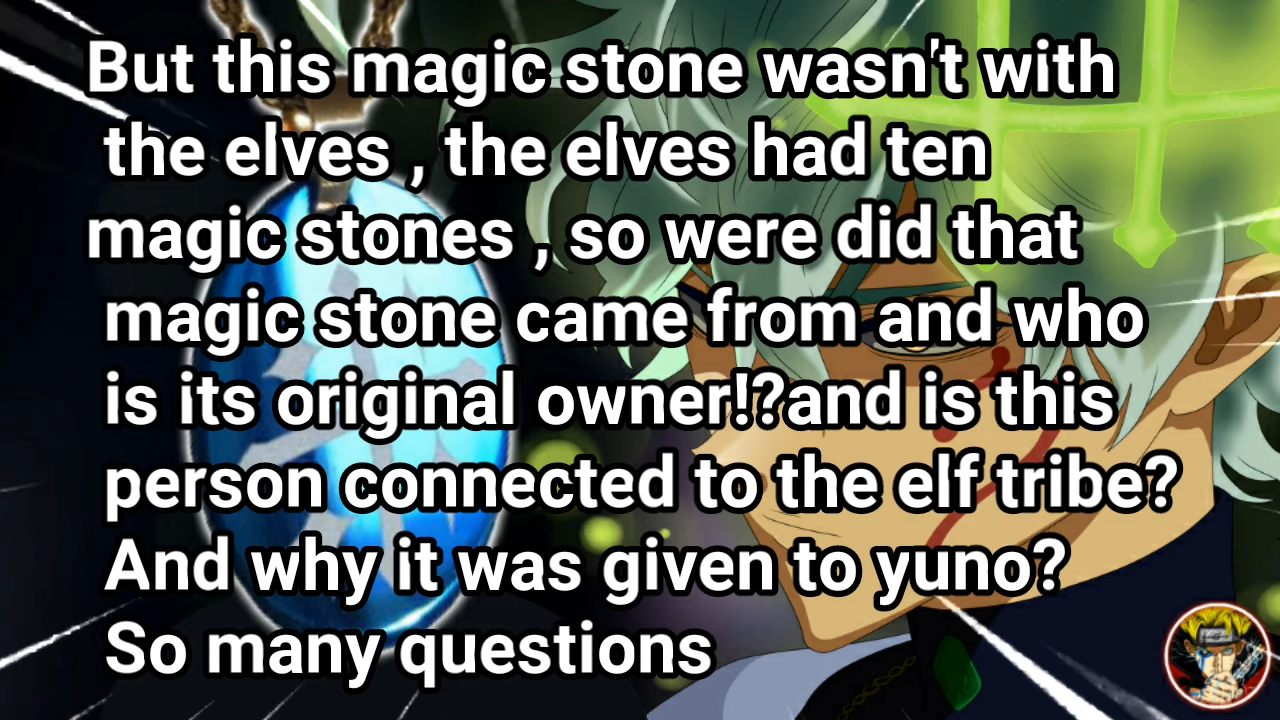 But this magic stone wasn't with
the elves , the elves had ten
magic stones , so were did that
magic stone came from and who
is its original owner!?and is this
person connected to the elf tribe?
And why it was given to yuno?
So many questions